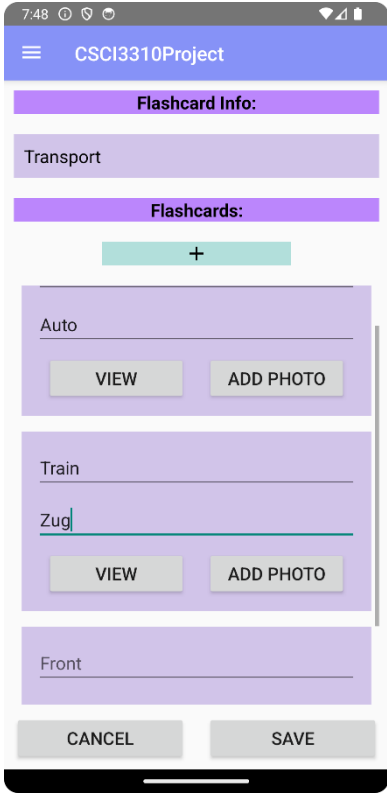 7:48
CSCI3310Project
Flashcard Info:
Transport
Flashcards:
+
Auto
VIEW ADD PHOTO
Train
Zug
VIEW ADD PHOTO
Front
CANCEL SAVE